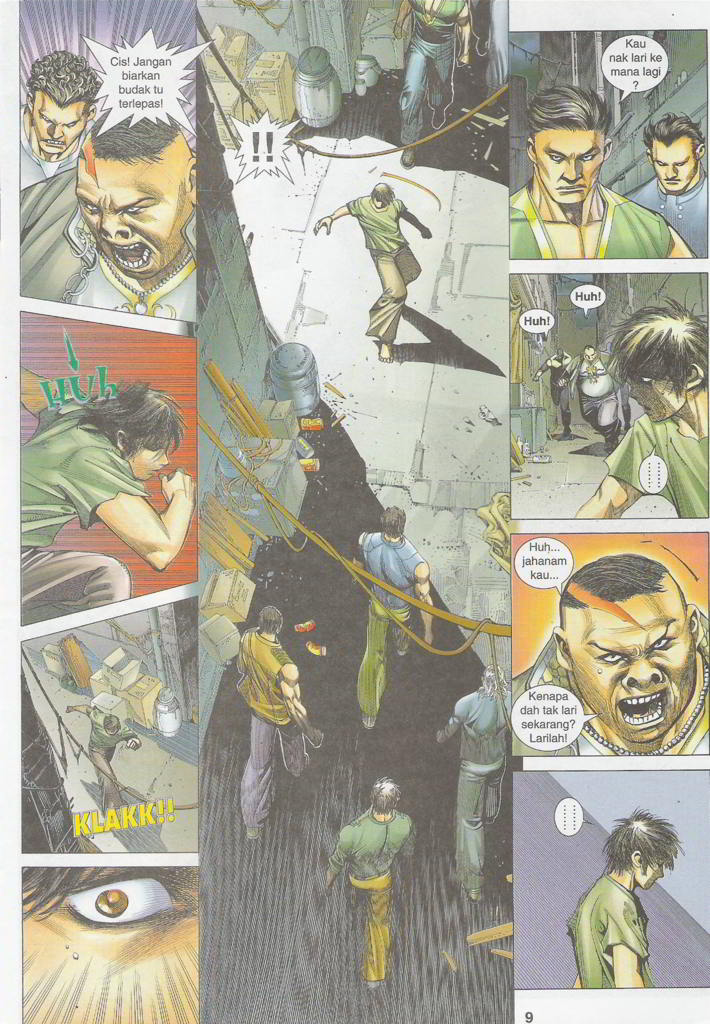 Cis! Jangan
biarkan
budak tu
terlepas!
HUh
KLAKK!!
!!
Kau
nak lari ke
mana lagi
?
Huh!
Huh!
Huh...
jahanam
kau...
Kenapa
dah tak lari
sekarang?
Larilah!
9